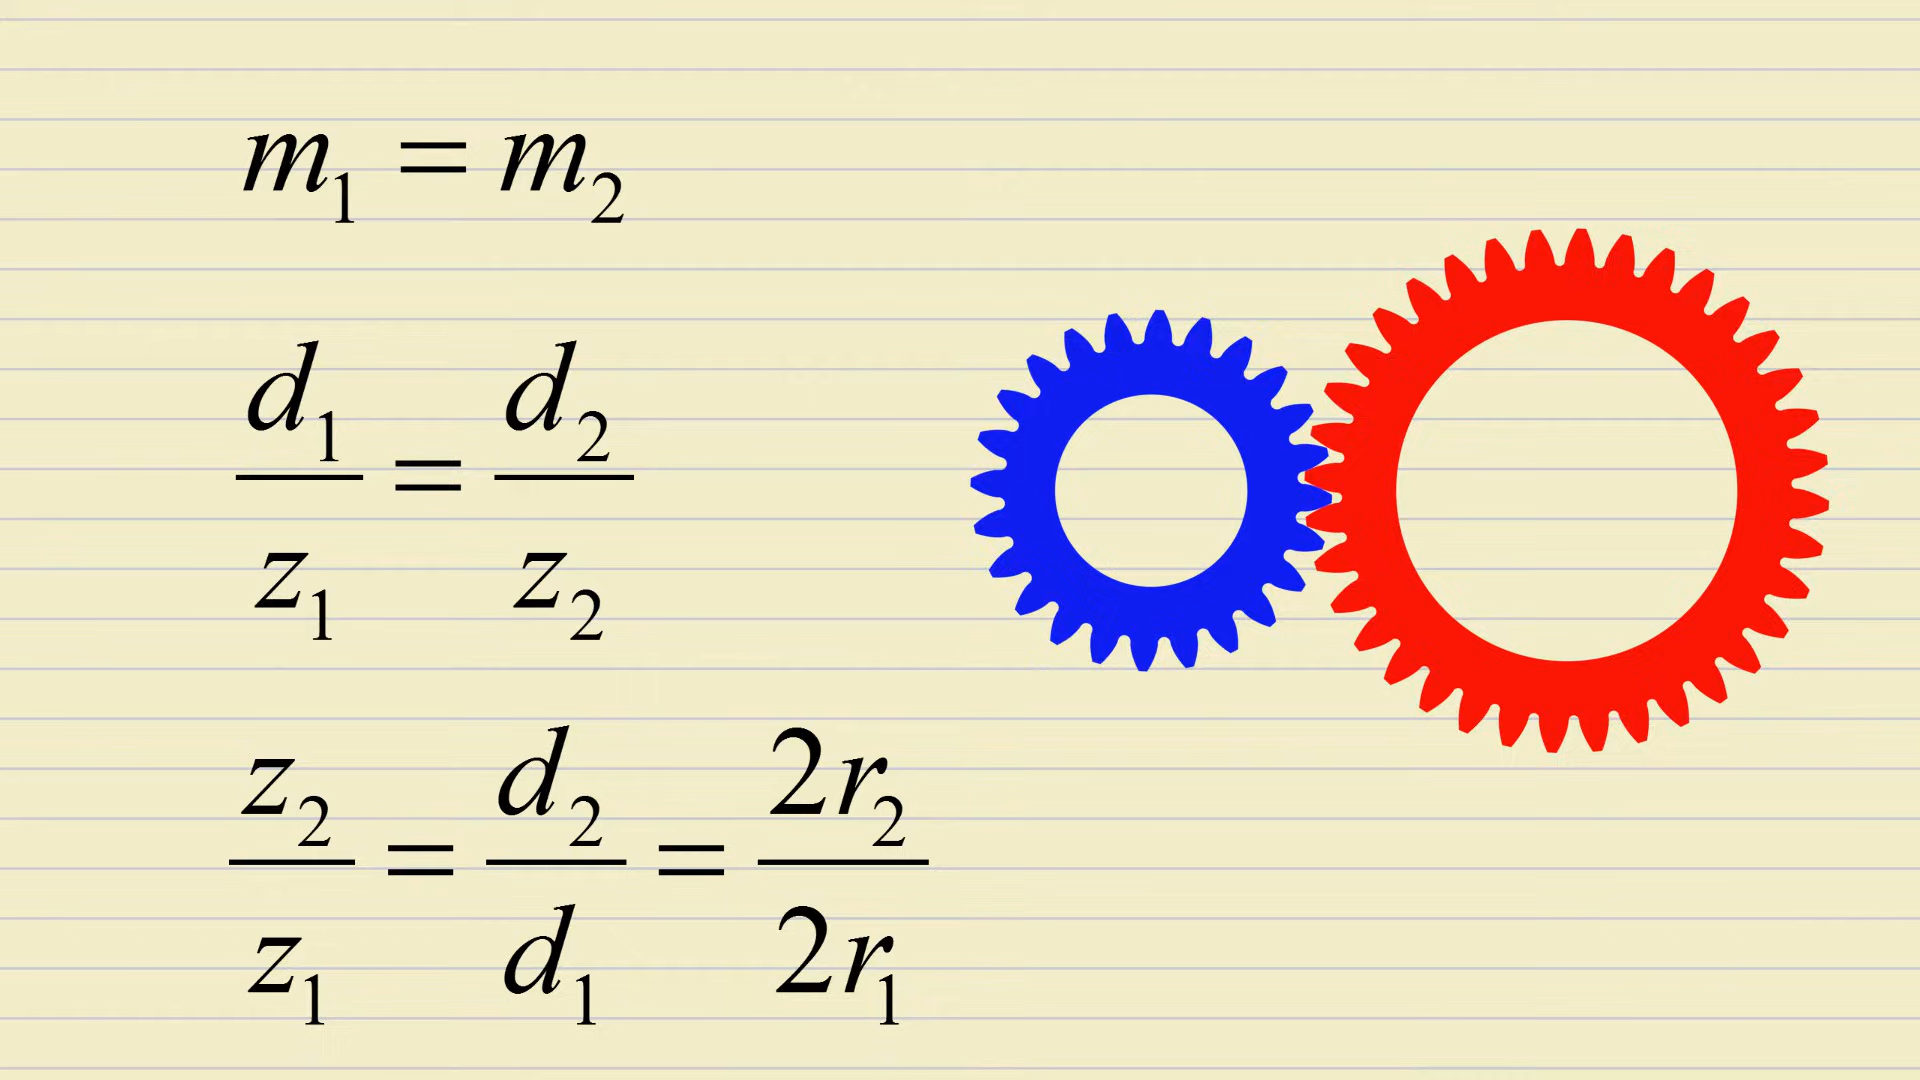 m₁ = m₂
d₁/z₁ = d₂/z₂
z₂/z₁ = d₂/d₁ = 2r₂/2r₁